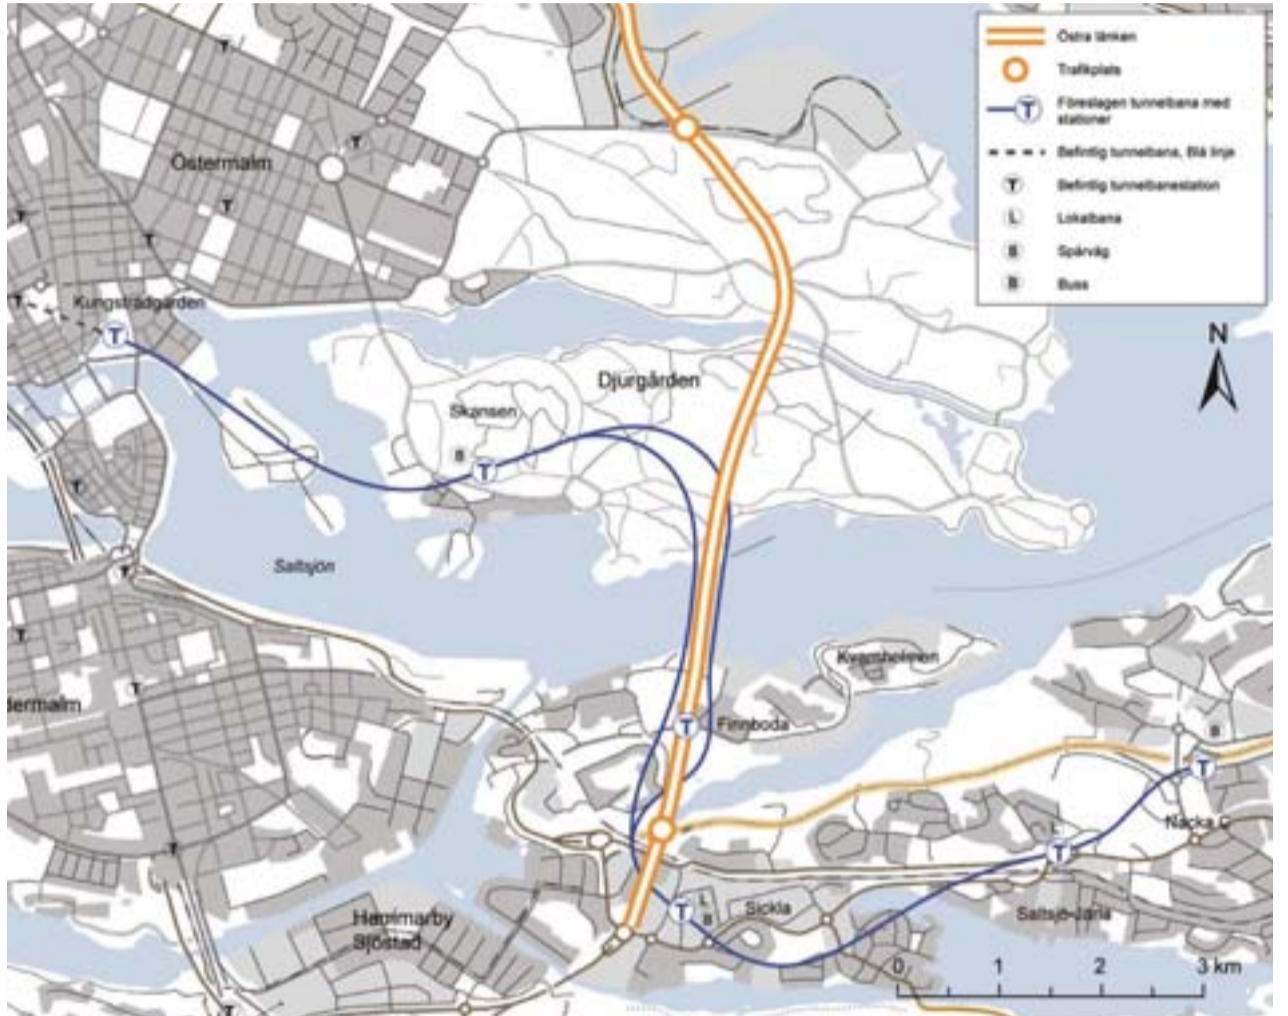 Östra länken
Trafikplats
Föreslagen tunnelbana med
stationer
Befintlig tunnelbana, Blå linje
Befintlig tunnelbanestation
Lokalbana
Spårväg
Buss
T
T
L
B
B
N
Östermalm
Kungsträdgården
Djurgården
Skansen
B
T
T
Saltsjön
Kvarnholmen
dermalm
T
Finnboda
B
T
Nacka C
L
T
Hammarby
Sjöstad
T
L
B
Sickla
Saltsjö-Järla
0 1 2 3 km